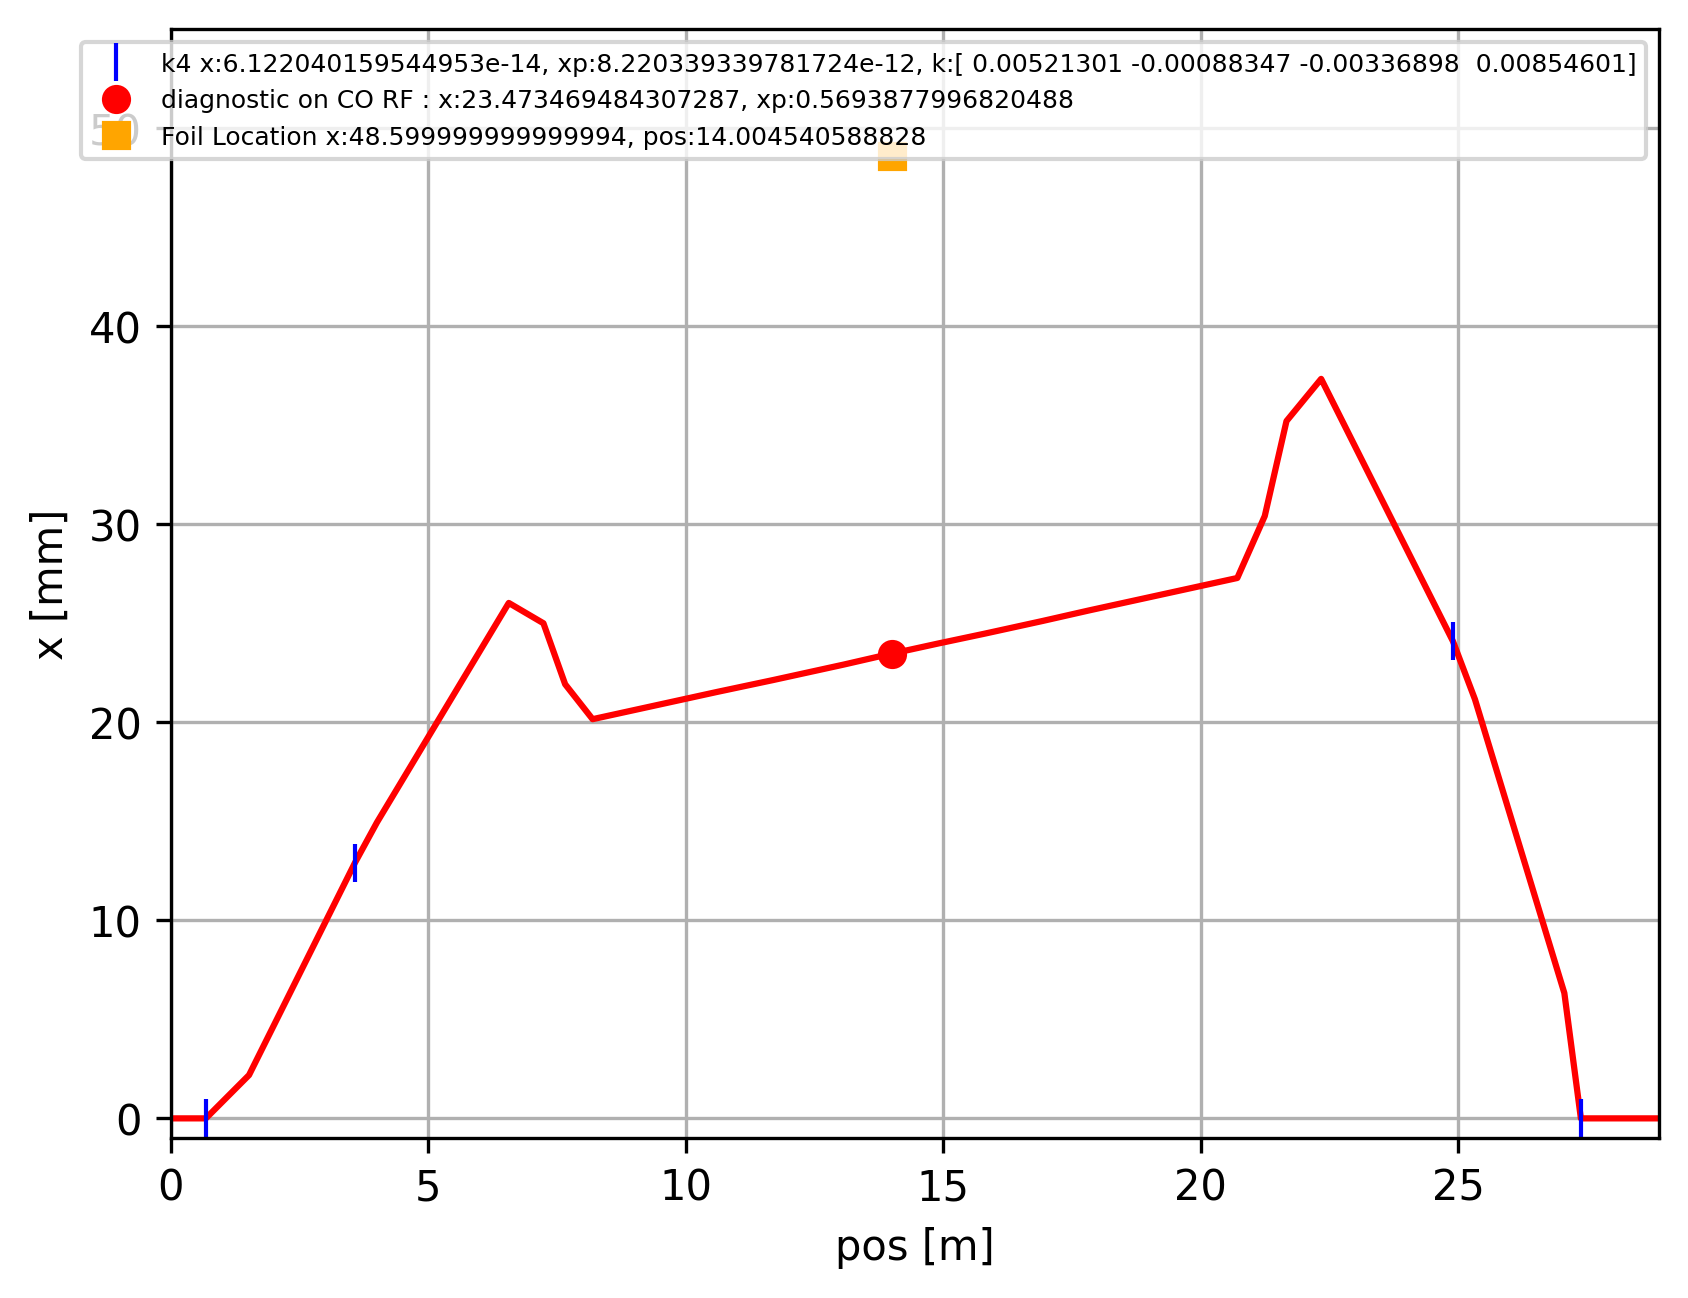 k4 x:6.122040159544953e-14, xp:8.220339339781724e-12, k:[ 0.00521301 -0.00088347 -0.00336898  0.00854601]
diagnostic on CO RF : x:23.473469484307287, xp:0.5693877996820488
Foil Location x:48.599999999999994, pos:14.004540588828
50
40
30
20
10
0
x [mm]
0 5 10 15 20 25
pos [m]